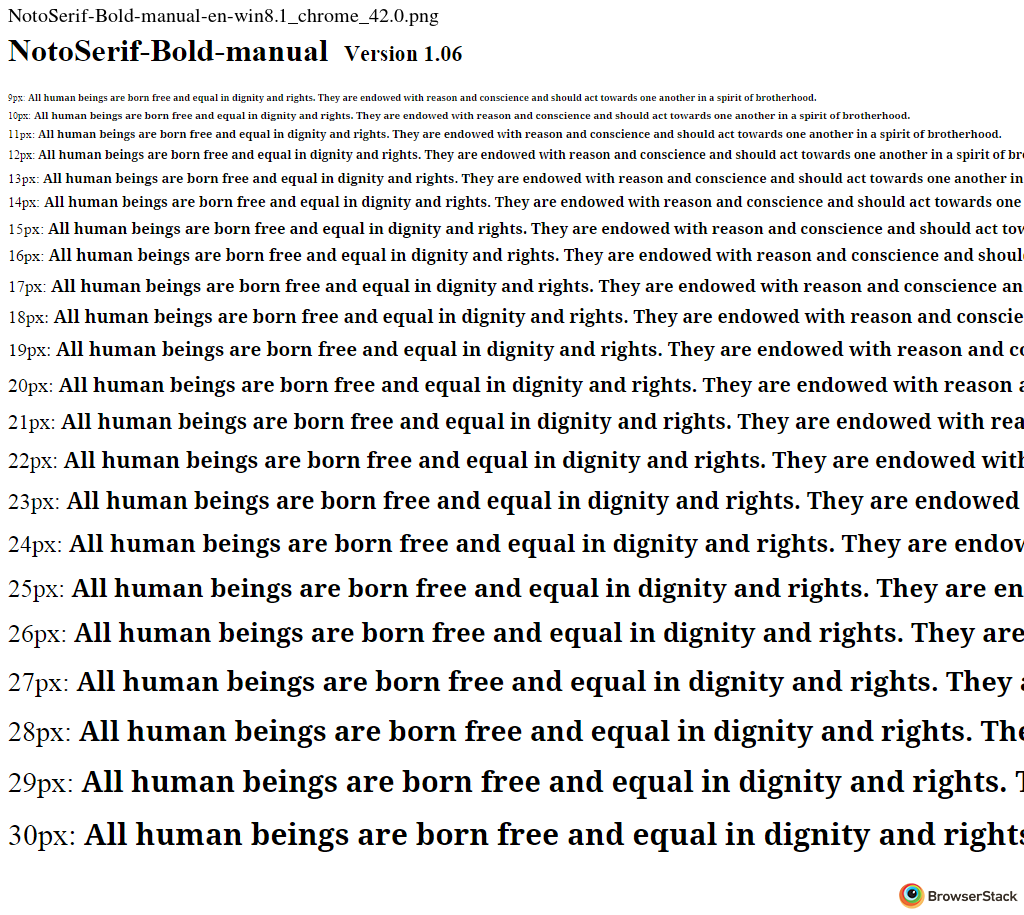 NotoSerif-Bold-manual-en-win8.1_chrome_42.0.png
NotoSerif-Bold-manual Version 1.06
9px: All human beings are born free and equal in dignity and rights. They are endowed with reason and conscience and should act towards one another in a spirit of brotherhood.
10px: All human beings are born free and equal in dignity and rights. They are endowed with reason and conscience and should act towards one another in a spirit of brotherhood.
11px: All human beings are born free and equal in dignity and rights. They are endowed with reason and conscience and should act towards one another in a spirit of brotherhood.
12px: All human beings are born free and equal in dignity and rights. They are endowed with reason and conscience and should act towards one another in a spirit of br
13px: All human beings are born free and equal in dignity and rights. They are endowed with reason and conscience and should act towards one another in
14px: All human beings are born free and equal in dignity and rights. They are endowed with reason and conscience and should act towards one
15px: All human beings are born free and equal in dignity and rights. They are endowed with reason and conscience and should act tow
16px: All human beings are born free and equal in dignity and rights. They are endowed with reason and conscience and shoul
17px: All human beings are born free and equal in dignity and rights. They are endowed with reason and conscience an
18px: All human beings are born free and equal in dignity and rights. They are endowed with reason and conscie
19px: All human beings are born free and equal in dignity and rights. They are endowed with reason and co
20px: All human beings are born free and equal in dignity and rights. They are endowed with reason a
21px: All human beings are born free and equal in dignity and rights. They are endowed with rea
22px: All human beings are born free and equal in dignity and rights. They are endowed with
23px: All human beings are born free and equal in dignity and rights. They are endowed
24px: All human beings are born free and equal in dignity and rights. They are endow
25px: All human beings are born free and equal in dignity and rights. They are en
26px: All human beings are born free and equal in dignity and rights. They are
27px: All human beings are born free and equal in dignity and rights. They a
28px: All human beings are born free and equal in dignity and rights. The
29px: All human beings are born free and equal in dignity and rights. T
30px: All human beings are born free and equal in dignity and rights
BrowserStack